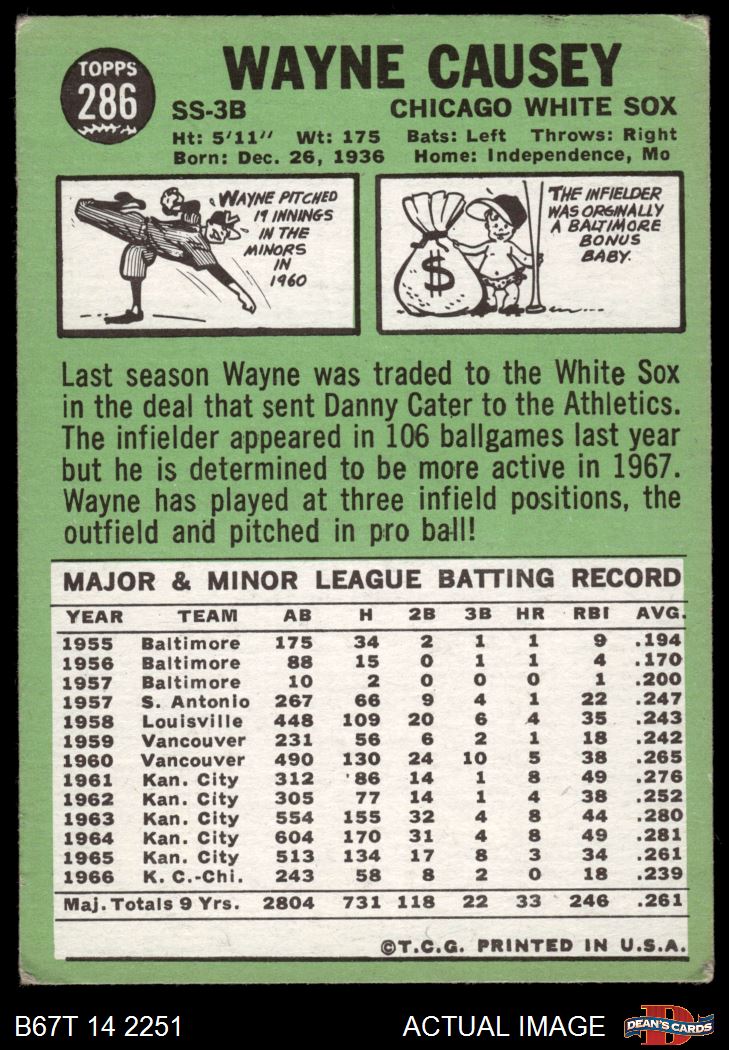 TOPPS
286
WAYNE CAUSEY
SS-3B CHICAGO WHITE SOX
Ht: 5'11" Wt: 175 Bats: Left Throws: Right
Born: Dec. 26, 1936 Home: Independence, Mo
WAYNE PITCHED
19 INNINGS
IN THE
MINORS
IN
1960
$
THE INFIELDER
WAS ORGINALLY
A BALTIMORE
BONUS
BABY.
Last season Wayne was traded to the White Sox
in the deal that sent Danny Cater to the Athletics.
The infielder appeared in 106 ballgames last year
but he is determined to be more active in 1967.
Wayne has played at three infield positions, the
outfield and pitched in pro ball!
MAJOR & MINOR LEAGUE BATTING RECORD
YEAR TEAM AB H 2B 3B HR RBI AVG.
1955 Baltimore 175 34 2 1 1 9 .194
1956 Baltimore 88 15 0 1 1 4 .170
1957 Baltimore 10 2 0 0 0 1 .200
1957 S. Antonio 267 66 9 4 1 22 .247
1958 Louisville 448 109 20 6 4 35 .243
1959 Vancouver 231 56 6 2 1 18 .242
1960 Vancouver 490 130 24 10 5 38 .265
1961 Kan. City 312 86 14 1 8 49 .276
1962 Kan. City 305 77 14 1 4 38 .252
1963 Kan. City 554 155 32 4 8 44 .280
1964 Kan. City 604 170 31 4 8 49 .281
1965 Kan. City 513 134 17 8 3 34 .261
1966 K. C.-Chi. 243 58 8 2 0 18 .239
Maj. Totals 9 Yrs. 2804 731 118 22 33 246 .261
©T.C.G. PRINTED IN U.S.A.
B67T 14 2251 ACTUAL IMAGE
D
DEAN'S CARDS